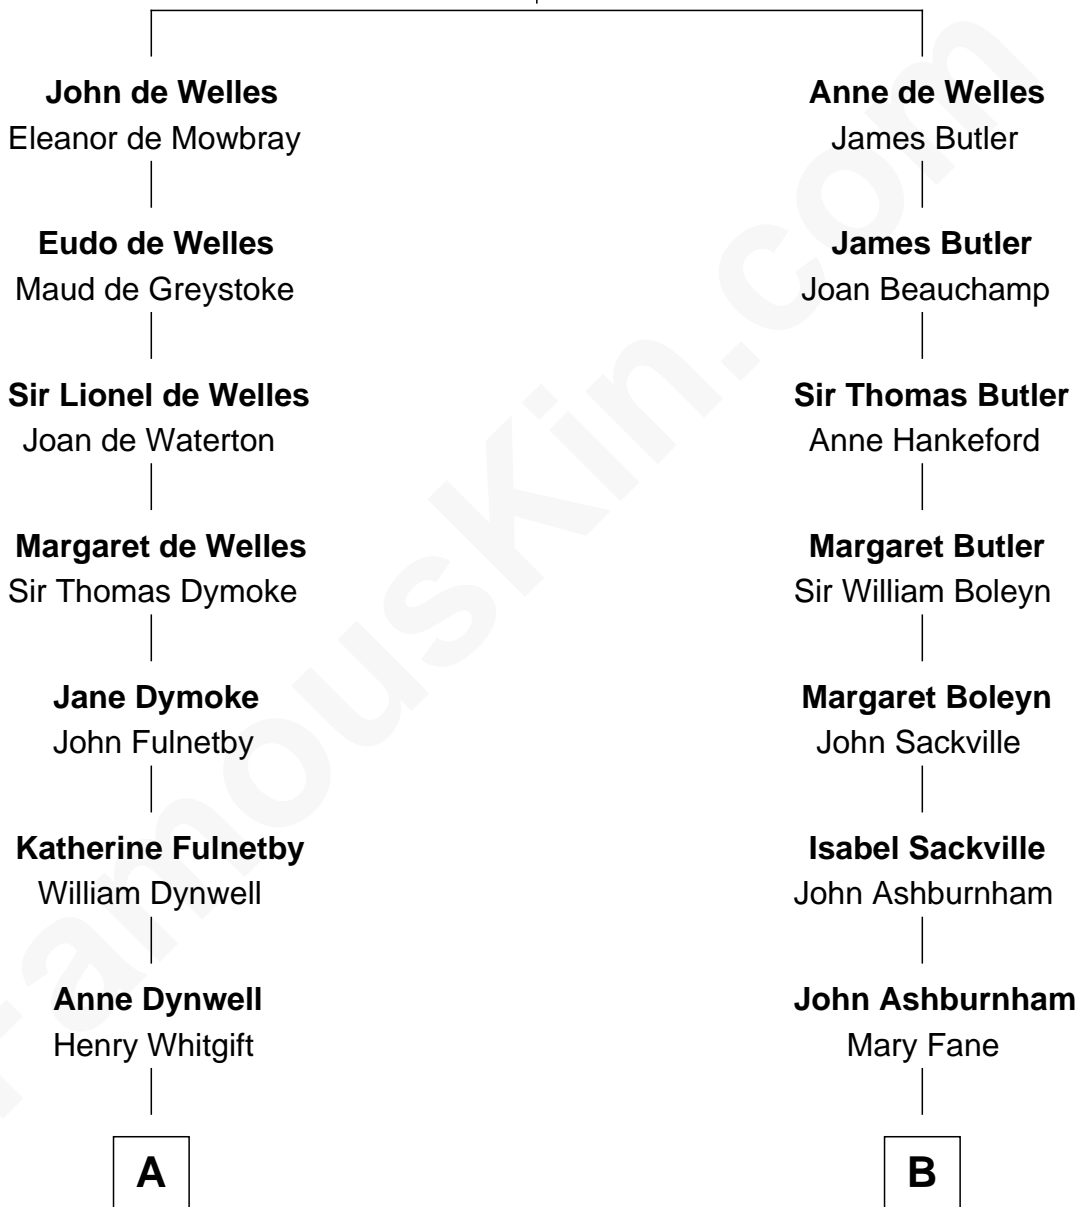 John de Welles
Eleanor de Mowbray
Eudo de Welles
Maud de Greystoke
Sir Lionel de Welles
Joan de Waterton
Margaret de Welles
Sir Thomas Dymoke
Jane Dymoke
John Fulnetby
Katherine Fulnetby
William Dynwell
Anne Dynwell
Henry Whitgift
A
Anne de Welles
James Butler
James Butler
Joan Beauchamp
Sir Thomas Butler
Anne Hankeford
Margaret Butler
Sir William Boleyn
Margaret Boleyn
John Sackville
Isabel Sackville
John Ashburnham
John Ashburnham
Mary Fane
B
FamousKin.com